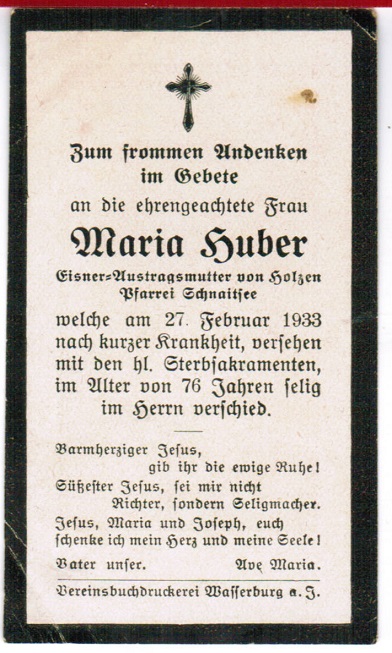 Zum frommen Andenken
im Gebete
an die ehrengeachtete Frau
Maria Huber
Eisner=Austragsmutter von Holzen
Pfarrei Schnaitsee
welche am 27. Februar 1933
nach kurzer Krankheit, versehen
mit den hl. Sterbsakramenten,
im Alter von 76 Jahren selig
im Herrn verschied.
Barmherziger Jesus,
gib ihr die ewige Ruhe!
Süßester Jesus, sei mir nicht
Richter, sondern Seligmacher.
Jesus, Maria und Joseph, euch
schenke ich mein Herz und meine Seele!
Vater unser. Ave Maria.
Vereinsbuchdruckerei Wasserburg a. J.